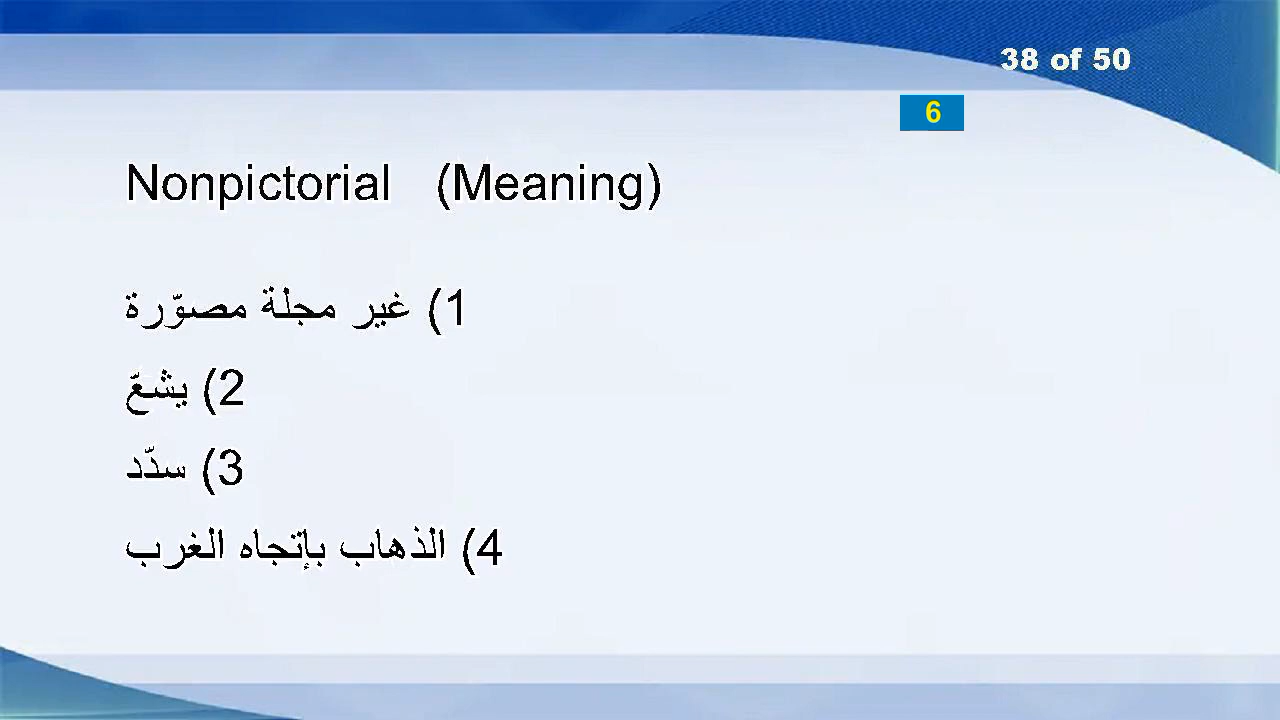 38 of 50
6
Nonpictorial (Meaning)
1) غير مجلة مصوّرة
2) يشعّ
3) سدّد
4) الذهاب بإتجاه الغرب